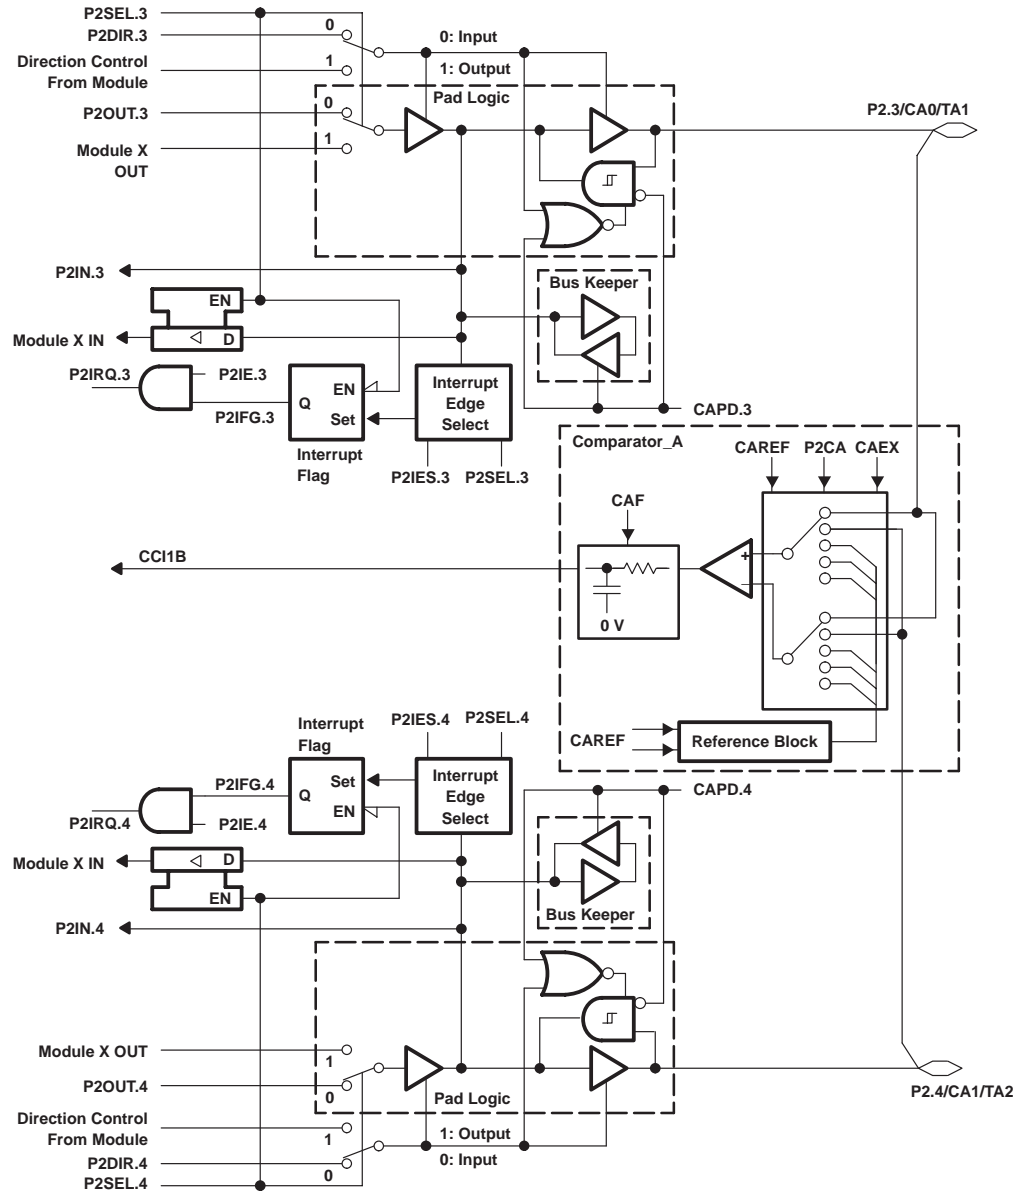 P2SEL.3
P2DIR.3
0
0: Input
Direction Control
From Module
1
1: Output
Pad Logic
P2OUT.3
0
P2.3/CA0/TA1
Module X
OUT
1
P2IN.3
Bus Keeper
EN
Module X IN
D
P2IRQ.3
P2IE.3
P2IFG.3
Q
EN
Set
Interrupt
Edge
Select
Interrupt
Flag
P2IES.3
P2SEL.3
CAPD.3
Comparator_A
CAREF
P2CA
CAEX
CAF
CCI1B
+
−
0 V
CAREF
Reference Block
Interrupt
Flag
P2IES.4
P2SEL.4
P2IFG.4
P2IRQ.4
P2IE.4
Q
Set
EN
Interrupt
Edge
Select
CAPD.4
Module X IN
D
EN
Bus Keeper
P2IN.4
Module X OUT
1
P2OUT.4
0
Pad Logic
P2.4/CA1/TA2
Direction Control
From Module
1
1: Output
P2DIR.4
0
0: Input
P2SEL.4